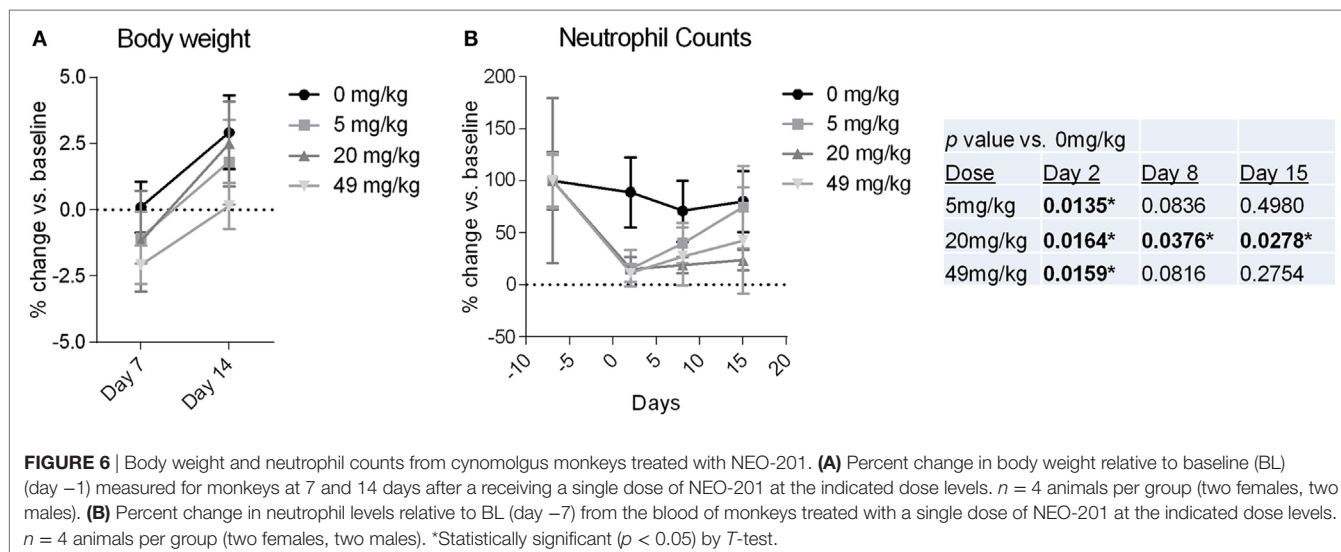 A Body weight
% change vs. baseline
5.0
2.5
0.0
-2.5
-5.0
Day 7
Day 14
0 mg/kg
5 mg/kg
20 mg/kg
49 mg/kg
B Neutrophil Counts
% change vs. baseline
200
150
100
50
0
-50
-10
-5
0
5
10
15
20
Days
0 mg/kg
5 mg/kg
20 mg/kg
49 mg/kg
p value vs. 0mg/kg
Dose Day 2 Day 8 Day 15
5mg/kg 0.0135* 0.0836 0.4980
20mg/kg 0.0164* 0.0376* 0.0278*
49mg/kg 0.0159* 0.0816 0.2754
FIGURE 6 | Body weight and neutrophil counts from cynomolgus monkeys treated with NEO-201. (A) Percent change in body weight relative to baseline (BL)
(day −1) measured for monkeys at 7 and 14 days after a receiving a single dose of NEO-201 at the indicated dose levels. n = 4 animals per group (two females, two
males). (B) Percent change in neutrophil levels relative to BL (day −7) from the blood of monkeys treated with a single dose of NEO-201 at the indicated dose levels.
n = 4 animals per group (two females, two males). *Statistically significant (p < 0.05) by T-test.